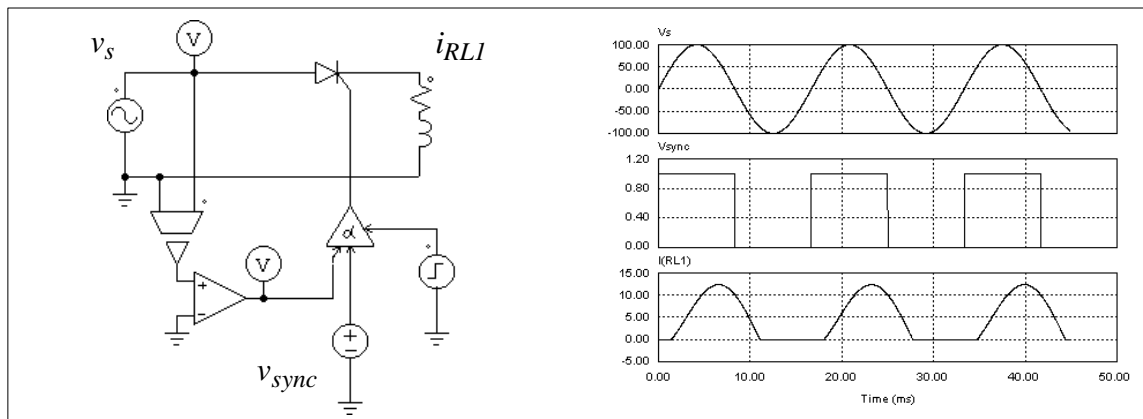 v_s
V
i_RL1
+
−
V
α
+
−
v_sync
Vs
100.00
50.00
0.00
-50.00
-100.00
Vsync
1.20
0.80
0.40
0.00
I(RL1)
15.00
10.00
5.00
0.00
-5.00
0.00 10.00 20.00 30.00 40.00 50.00
Time (ms)